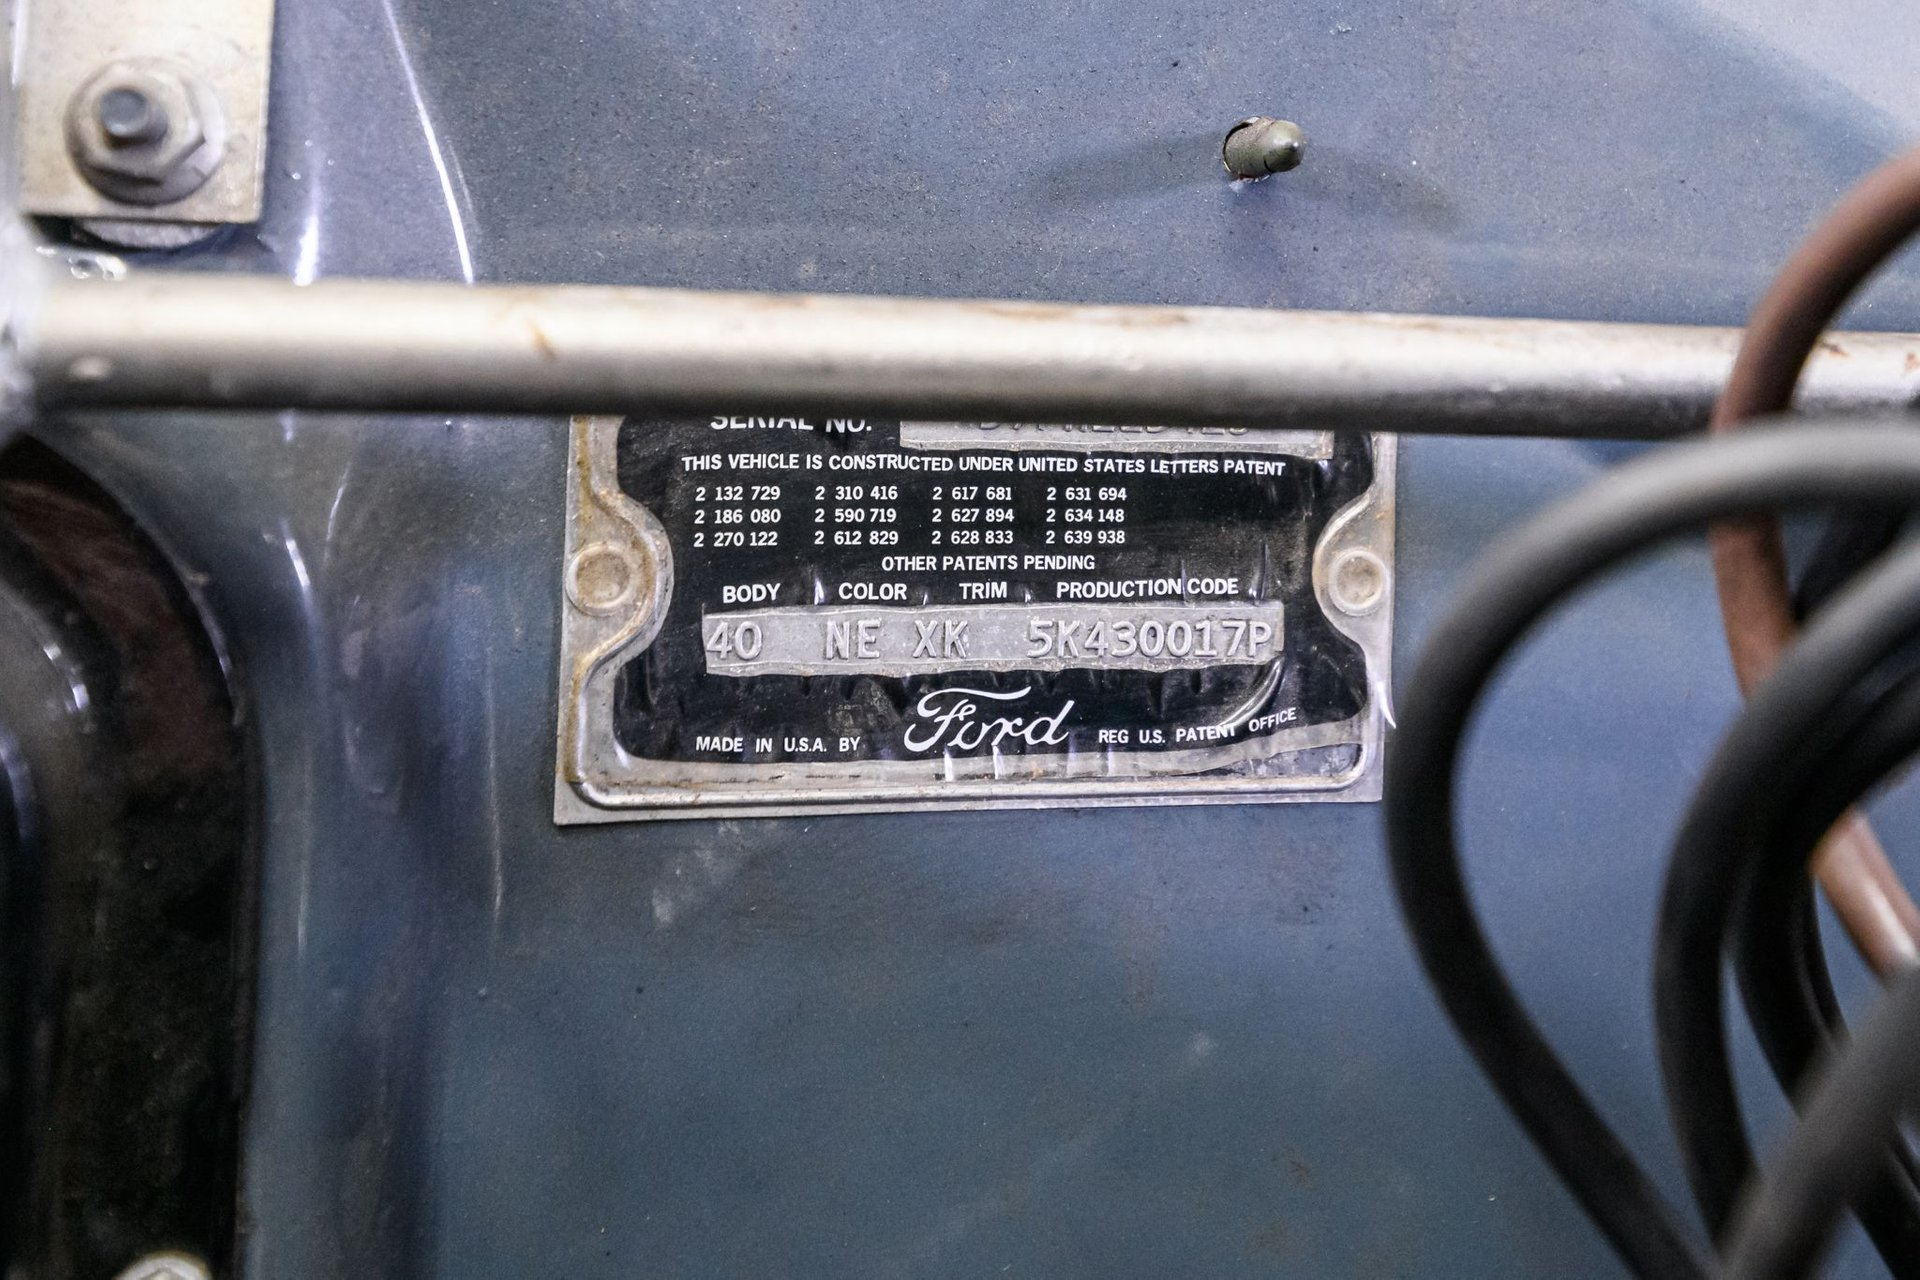 SERIAL NO.
THIS VEHICLE IS CONSTRUCTED UNDER UNITED STATES LETTERS PATENT
2 132 729 2 310 416 2 617 681 2 631 694
2 186 080 2 590 719 2 627 894 2 634 148
2 270 122 2 612 829 2 628 833 2 639 938
OTHER PATENTS PENDING
BODY COLOR TRIM PRODUCTION CODE
40 NE XK 5K430017P
MADE IN U.S.A. BY Ford REG U.S. PATENT OFFICE